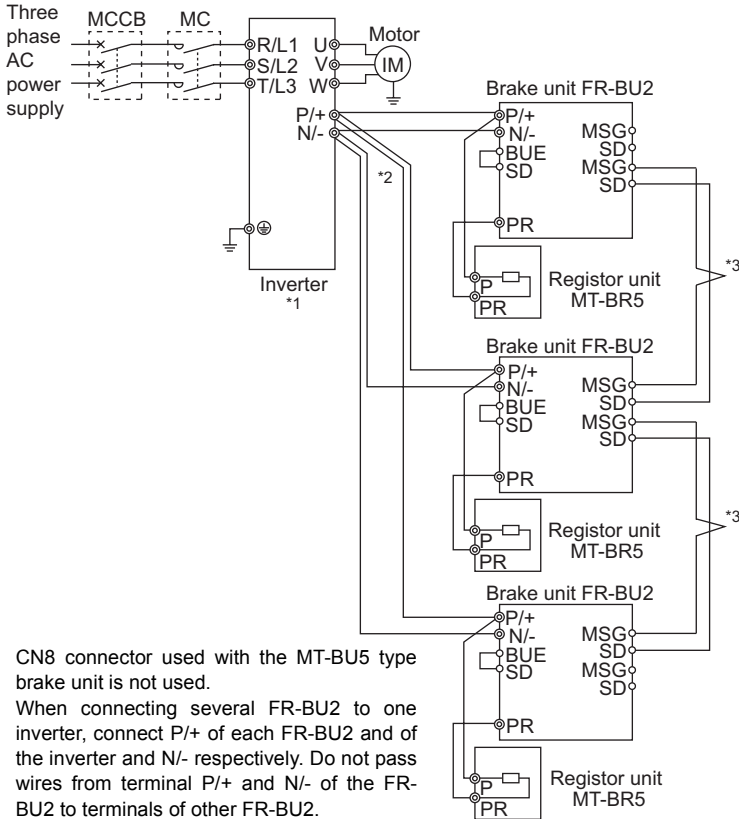 Three
phase
AC
power
supply
MCCB
MC
R/L1
S/L2
T/L3
U
V
W
Motor
IM
P/+
N/-
*2
Inverter
*1
Brake unit FR-BU2
P/+
N/-
BUE
SD
PR
MSG
SD
MSG
SD
*3
P
PR
Registor unit
MT-BR5
Brake unit FR-BU2
P/+
N/-
BUE
SD
PR
MSG
SD
MSG
SD
*3
P
PR
Registor unit
MT-BR5
Brake unit FR-BU2
P/+
N/-
BUE
SD
PR
MSG
SD
MSG
SD
P
PR
Registor unit
MT-BR5
CN8 connector used with the MT-BU5 type
brake unit is not used.
When connecting several FR-BU2 to one
inverter, connect P/+ of each FR-BU2 and of
the inverter and N/- respectively. Do not pass
wires from terminal P/+ and N/- of the FR-
BU2 to terminals of other FR-BU2.